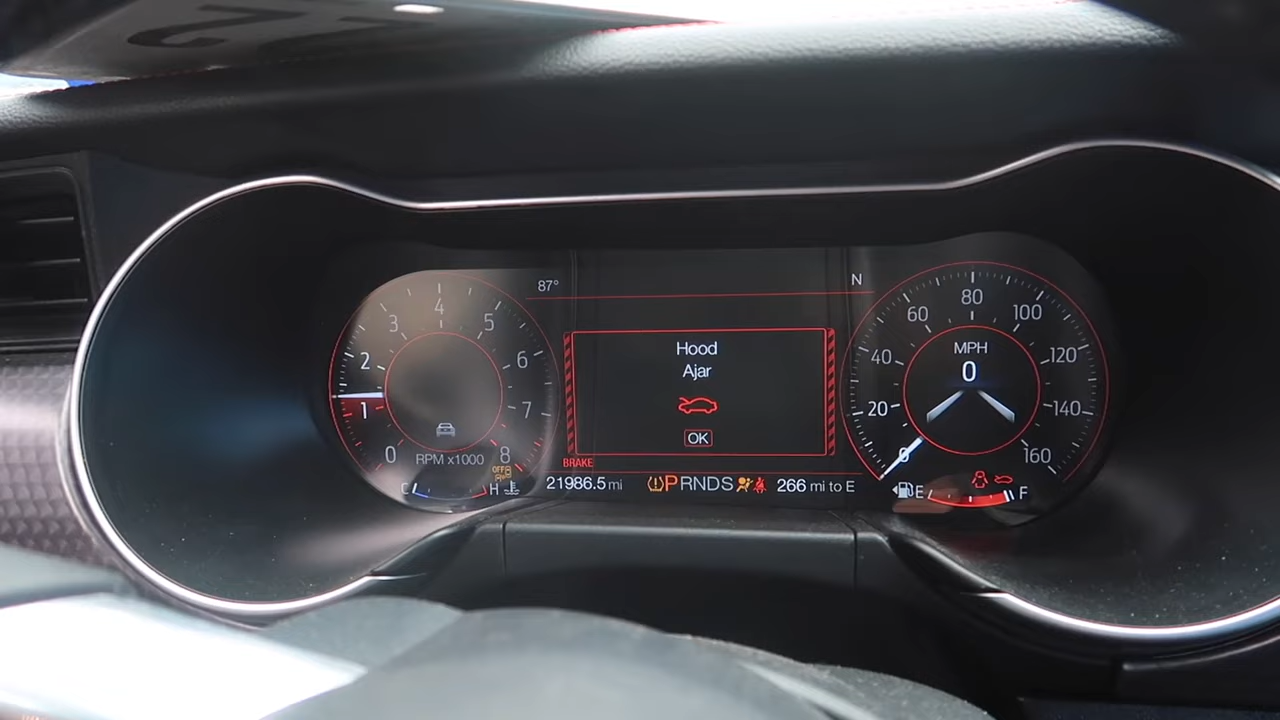 87°
N
0 1 2 3 4 5 6 7 8
RPM x1000
C H
OFF
Hood
Ajar
OK
BRAKE
21986.5 mi
PRNDS
266 mi to E
0 20 40 60 80 100 120 140 160
MPH
0
E F